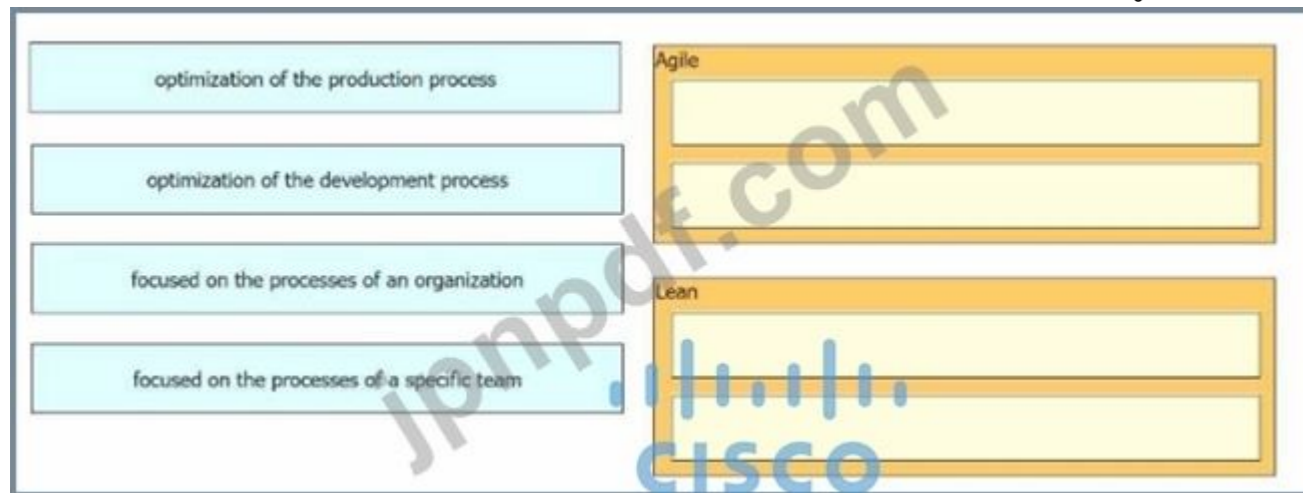 optimization of the production process
optimization of the development process
focused on the processes of an organization
focused on the processes of a specific team
Agile
Lean
jpnpdf.com
CISCO